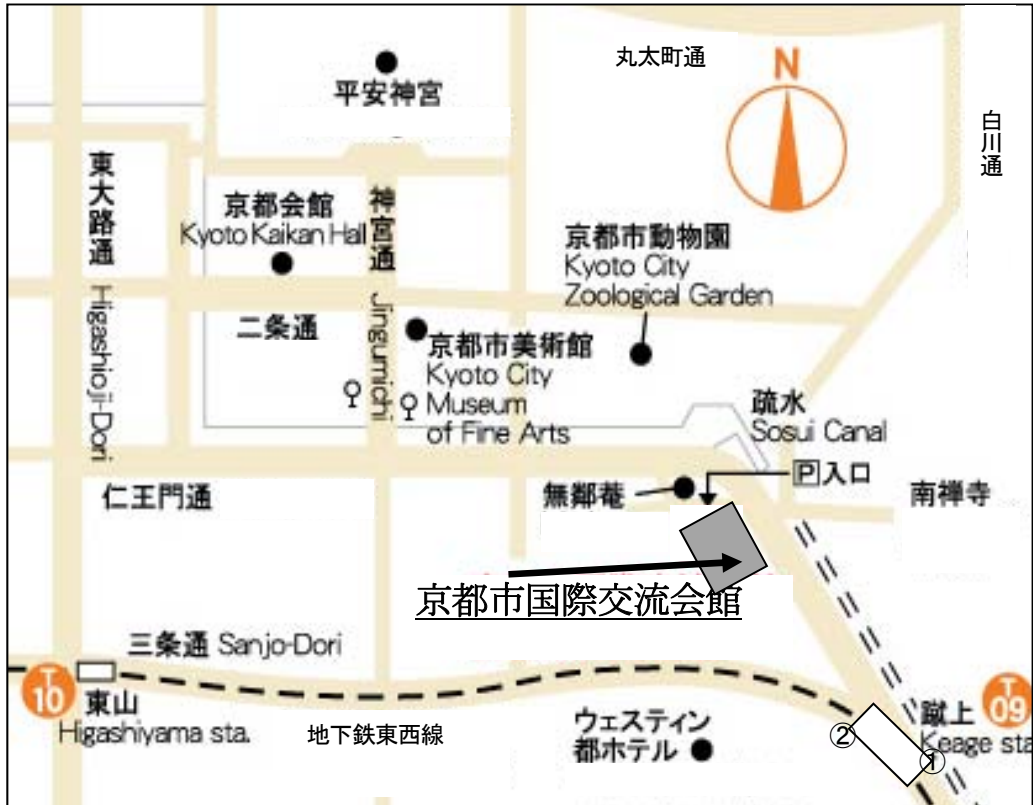 丸太町通
N
平安神宮
白川通
東大路通
Higashioji-Dori
京都会館
Kyoto Kaikan Hall
神宮通
Jingumichi
京都市動物園
Kyoto City
Zoological Garden
二条通
京都市美術館
Kyoto City
Museum
of Fine Arts
疏水
Sosui Canal
P入口
仁王門通
無鄰菴
南禅寺
京都市国際交流会館
三条通 Sanjo-Dori
T
10
東山
Higashiyama sta.
地下鉄東西線
ウェスティン
都ホテル
②
①
蹴上
Keage sta
T
09